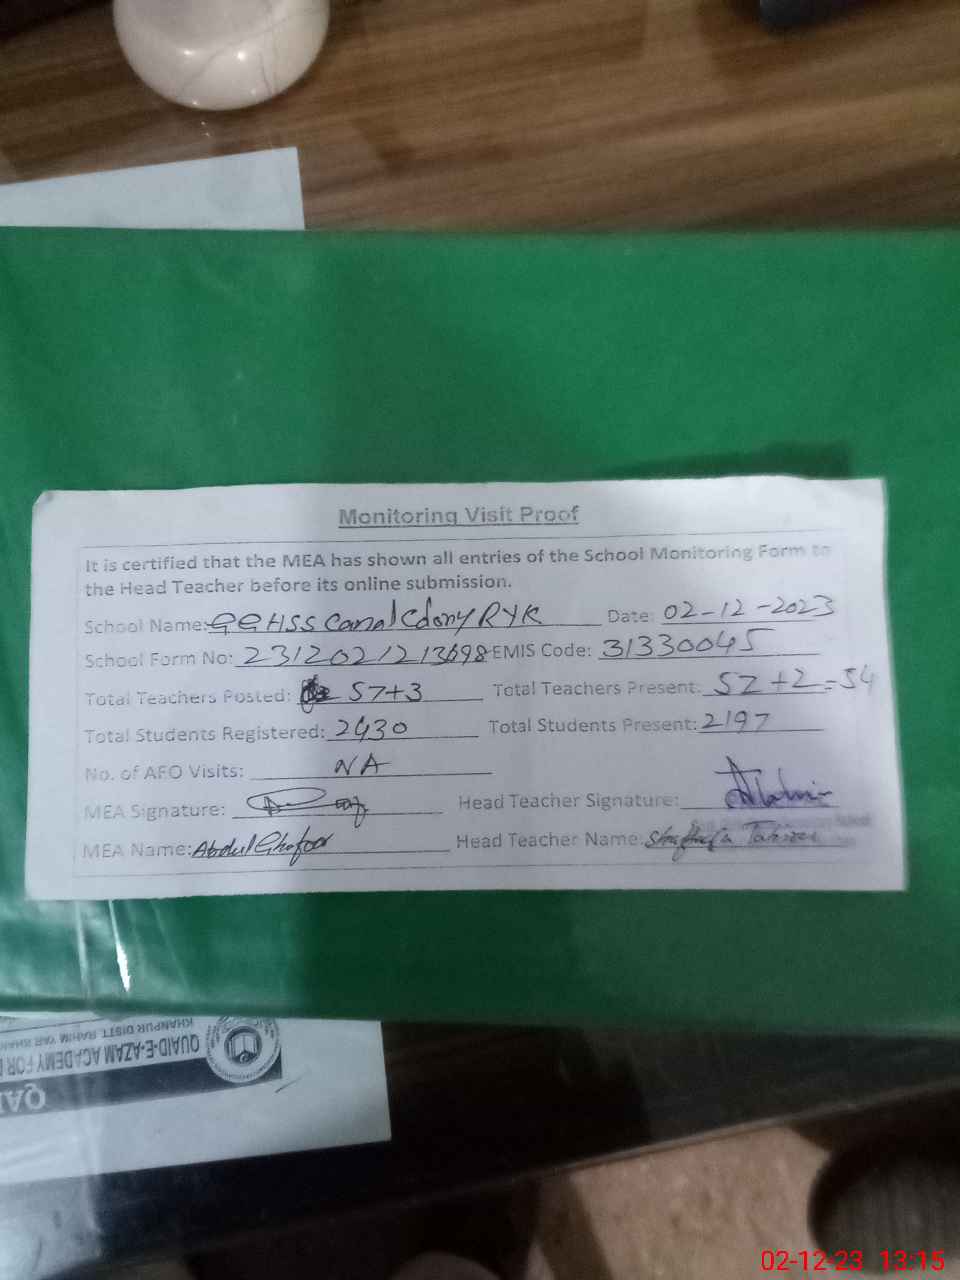 Monitoring Visit Proof
It is certified that the MEA has shown all entries of the School Monitoring Form to
the Head Teacher before its online submission.
School Name: GGHSS Canal Colony RYK Date: 02-12-2023
School Form No: 231202121 EMIS Code: 31330045
Total Teachers Posted: 57+3 Total Teachers Present: 52+2=54
Total Students Registered: 2430 Total Students Present: 2197
No. of AEO Visits: NA
MEA Signature: Head Teacher Signature:
MEA Name: Abdul Ghafoor Head Teacher Name:
KHANPUR DISTT. RAHIM YAR KHAN
QUAID-E-AZAM ACADEMY FOR
02-12-23 13:15